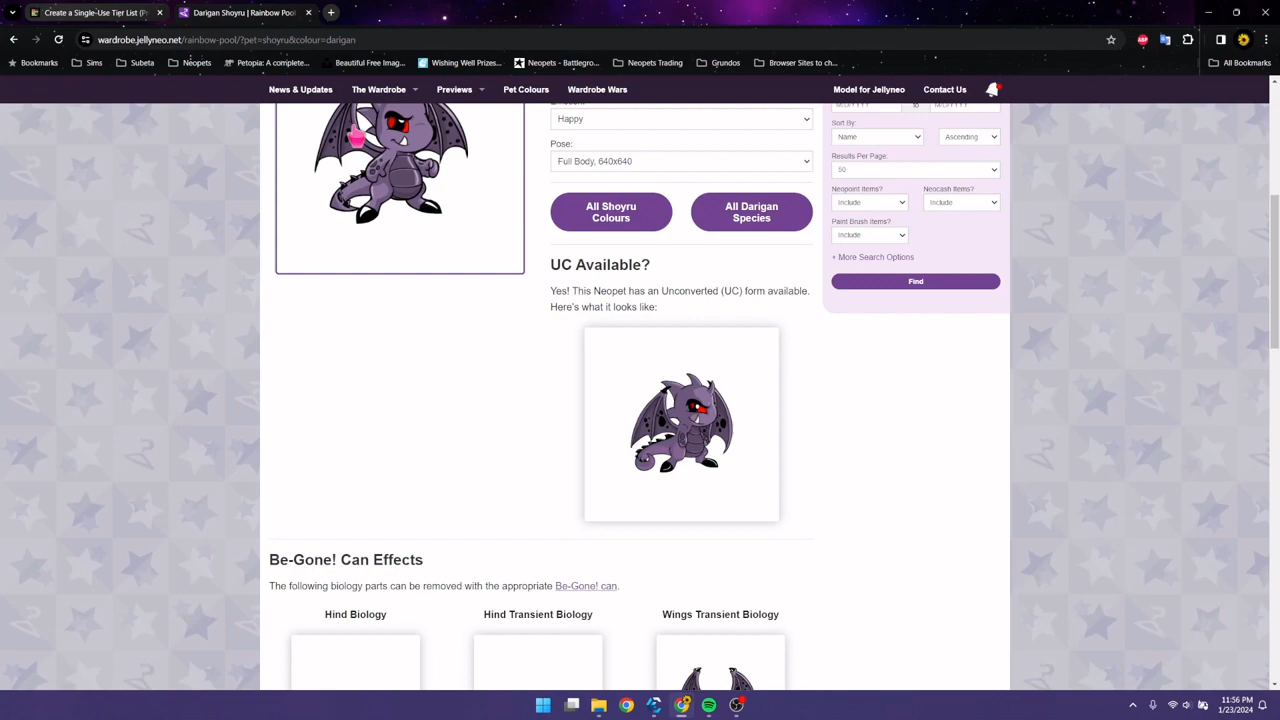 Create a Single-Use Tier List (P
Darigan Shoyru | Rainbow Pool
wardrobe.jellyneo.net/rainbow-pool/?pet=shoyru&colour=darigan
Bookmarks Sims Subeta Neopets Petopia: A complete... Beautiful Free Imag... Wishing Well Prizes... Neopets - Battlegro... Neopets Trading Grundos Browser Sites to ch... All Bookmarks
News & Updates The Wardrobe Previews Pet Colours Wardrobe Wars Model for Jellyneo Contact Us
Happy
Pose:
Full Body, 640x640
All Shoyru Colours
All Darigan Species
UC Available?
Yes! This Neopet has an Unconverted (UC) form available.
Here's what it looks like:
to
Sort By:
Name Ascending
Results Per Page:
50
Neopoint Items? Neocash Items?
Include Include
Paint Brush Items?
Include
+ More Search Options
Find
Be-Gone! Can Effects
The following biology parts can be removed with the appropriate Be-Gone! can.
Hind Biology Hind Transient Biology Wings Transient Biology
11:56 PM
1/23/2024